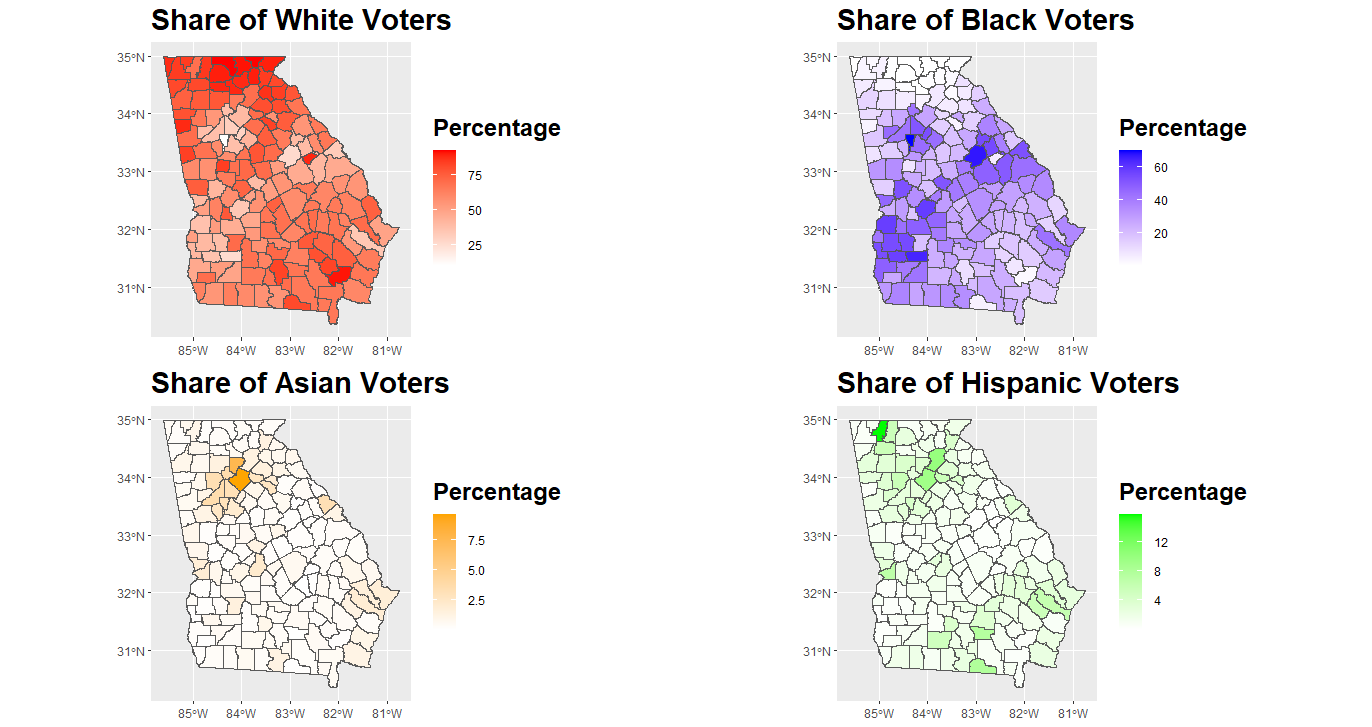 Share of White Voters
35°N
34°N
33°N
32°N
31°N
85°W 84°W 83°W 82°W 81°W
Percentage
75
50
25
Share of Black Voters
35°N
34°N
33°N
32°N
31°N
85°W 84°W 83°W 82°W 81°W
Percentage
60
40
20
Share of Asian Voters
35°N
34°N
33°N
32°N
31°N
85°W 84°W 83°W 82°W 81°W
Percentage
7.5
5.0
2.5
Share of Hispanic Voters
35°N
34°N
33°N
32°N
31°N
85°W 84°W 83°W 82°W 81°W
Percentage
12
8
4